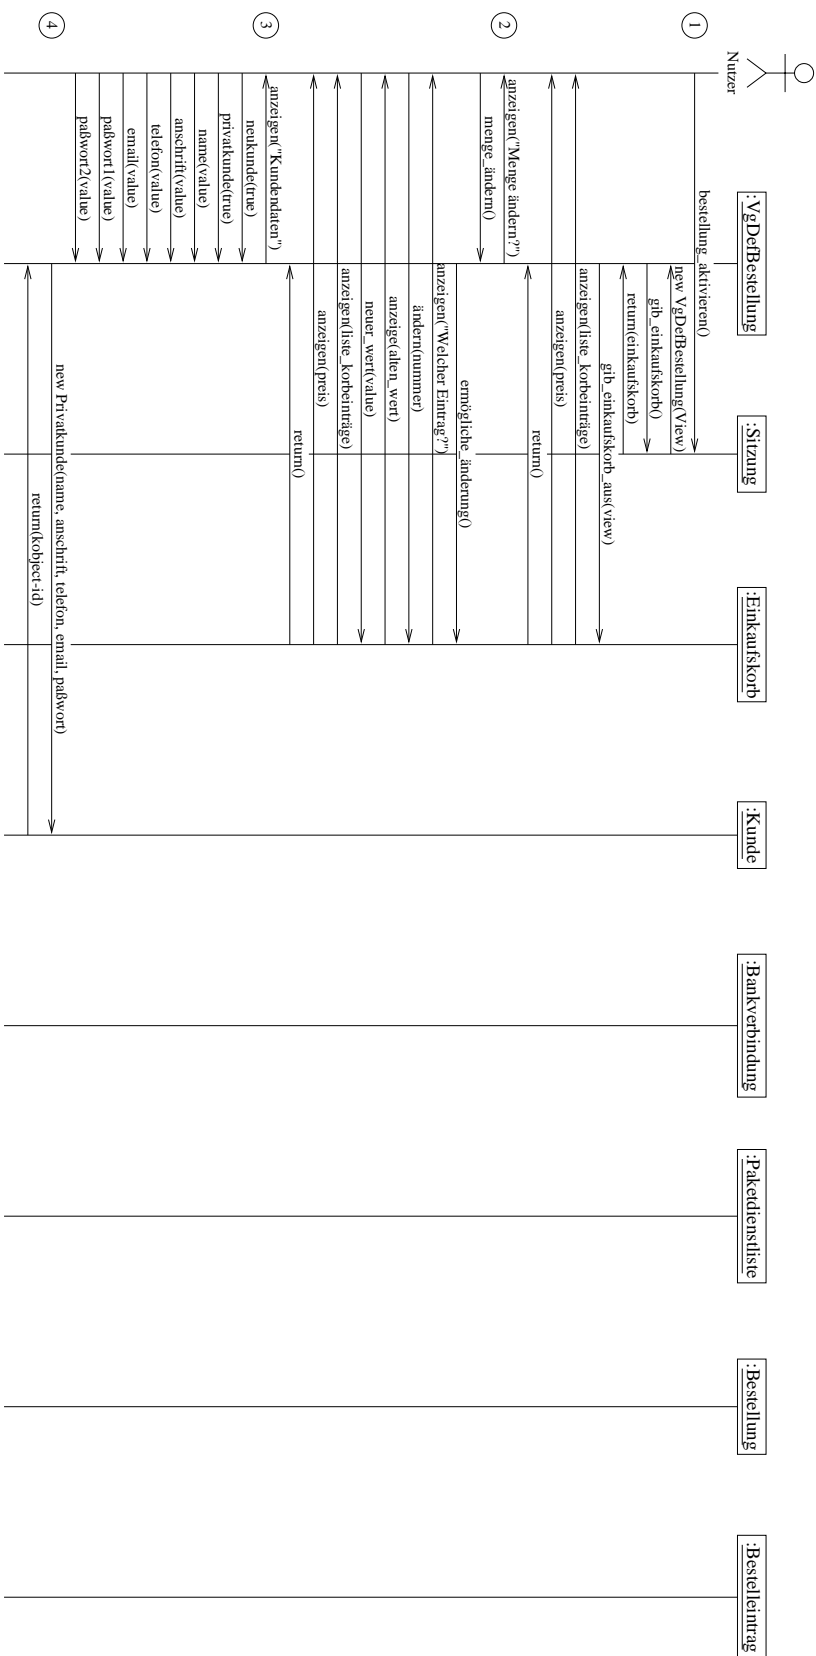 Nutzer
:VgDefBestellung
:Sitzung
:Einkaufskorb
:Kunde
:Bankverbindung
:Paketdienstliste
:Bestellung
:Bestelleintrag
1
bestellung_aktivieren()
new VgDefBestellung(View)
gib_einkaufskorb()
return(einkaufskorb)
gib_einkaufskorb_aus(view)
anzeigen(liste_korbeinträge)
anzeigen(preis)
return()
2
anzeigen("Menge ändern?")
menge_ändern()
ermögliche_änderung()
anzeigen("Welcher Eintrag?")
ändern(nummer)
anzeige(alten_wert)
neuer_wert(value)
anzeigen(liste_korbeinträge)
anzeigen(preis)
return()
3
anzeigen("Kundendaten")
neukunde(true)
privatkunde(true)
name(value)
anschrift(value)
telefon(value)
email(value)
paßwort1(value)
paßwort2(value)
4
new Privatkunde(name, anschrift, telefon, email, paßwort)
return(kobject-id)